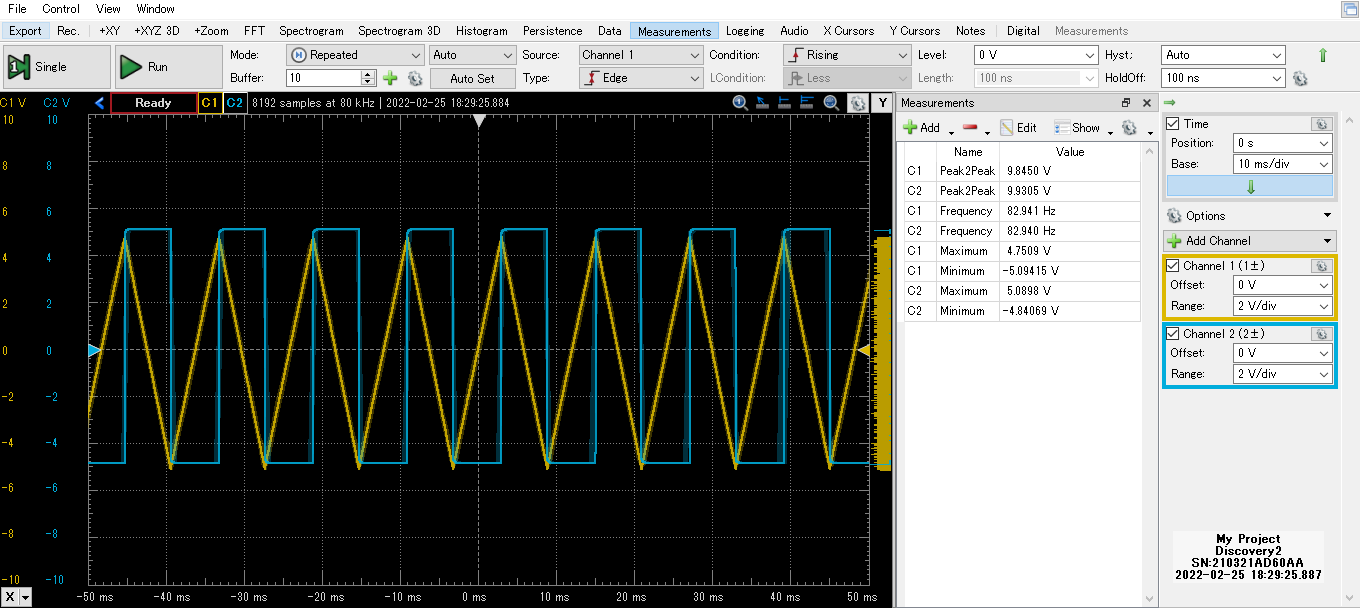 File Control View Window
Export Rec. +XY +XYZ 3D +Zoom FFT Spectrogram Spectrogram 3D Histogram Persistence Data Measurements Logging Audio X Cursors Y Cursors Notes Digital Measurements
Single Run Mode: Repeated Auto Source: Channel 1 Condition: Rising Level: 0 V Hyst: Auto
Buffer: 10 Auto Set Type: Edge LCondition: Less Length: 100 ns HoldOff: 100 ns
C1 V C2 V Ready C1 C2 8192 samples at 80 kHz | 2022-02-25 18:29:25.884 Y
10 10
8 8
6 6
4 4
2 2
0 0
-2 -2
-4 -4
-6 -6
-8 -8
-10 -10
X -50 ms -40 ms -30 ms -20 ms -10 ms 0 ms 10 ms 20 ms 30 ms 40 ms 50 ms
Measurements
Add Edit Show
Name Value
C1 Peak2Peak 9.8450 V
C2 Peak2Peak 9.9305 V
C1 Frequency 82.941 Hz
C2 Frequency 82.940 Hz
C1 Maximum 4.7509 V
C1 Minimum -5.09415 V
C2 Maximum 5.0898 V
C2 Minimum -4.84069 V
Time
Position: 0 s
Base: 10 ms/div
Options
Add Channel
Channel 1 (1±)
Offset: 0 V
Range: 2 V/div
Channel 2 (2±)
Offset: 0 V
Range: 2 V/div
My Project
Discovery2
SN:210321AD60AA
2022-02-25 18:29:25.887